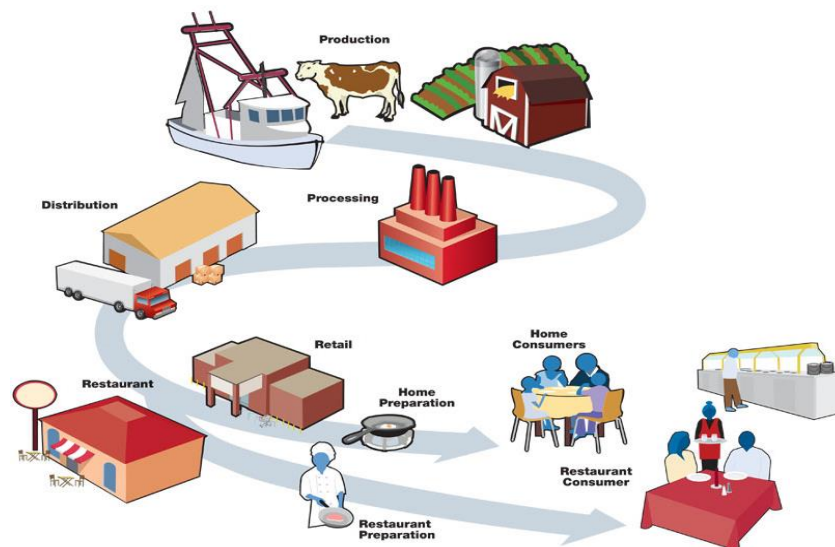 Production
Distribution
Processing
Retail
Home
Consumers
Restaurant
Home
Preparation
Restaurant
Consumer
Restaurant
Preparation